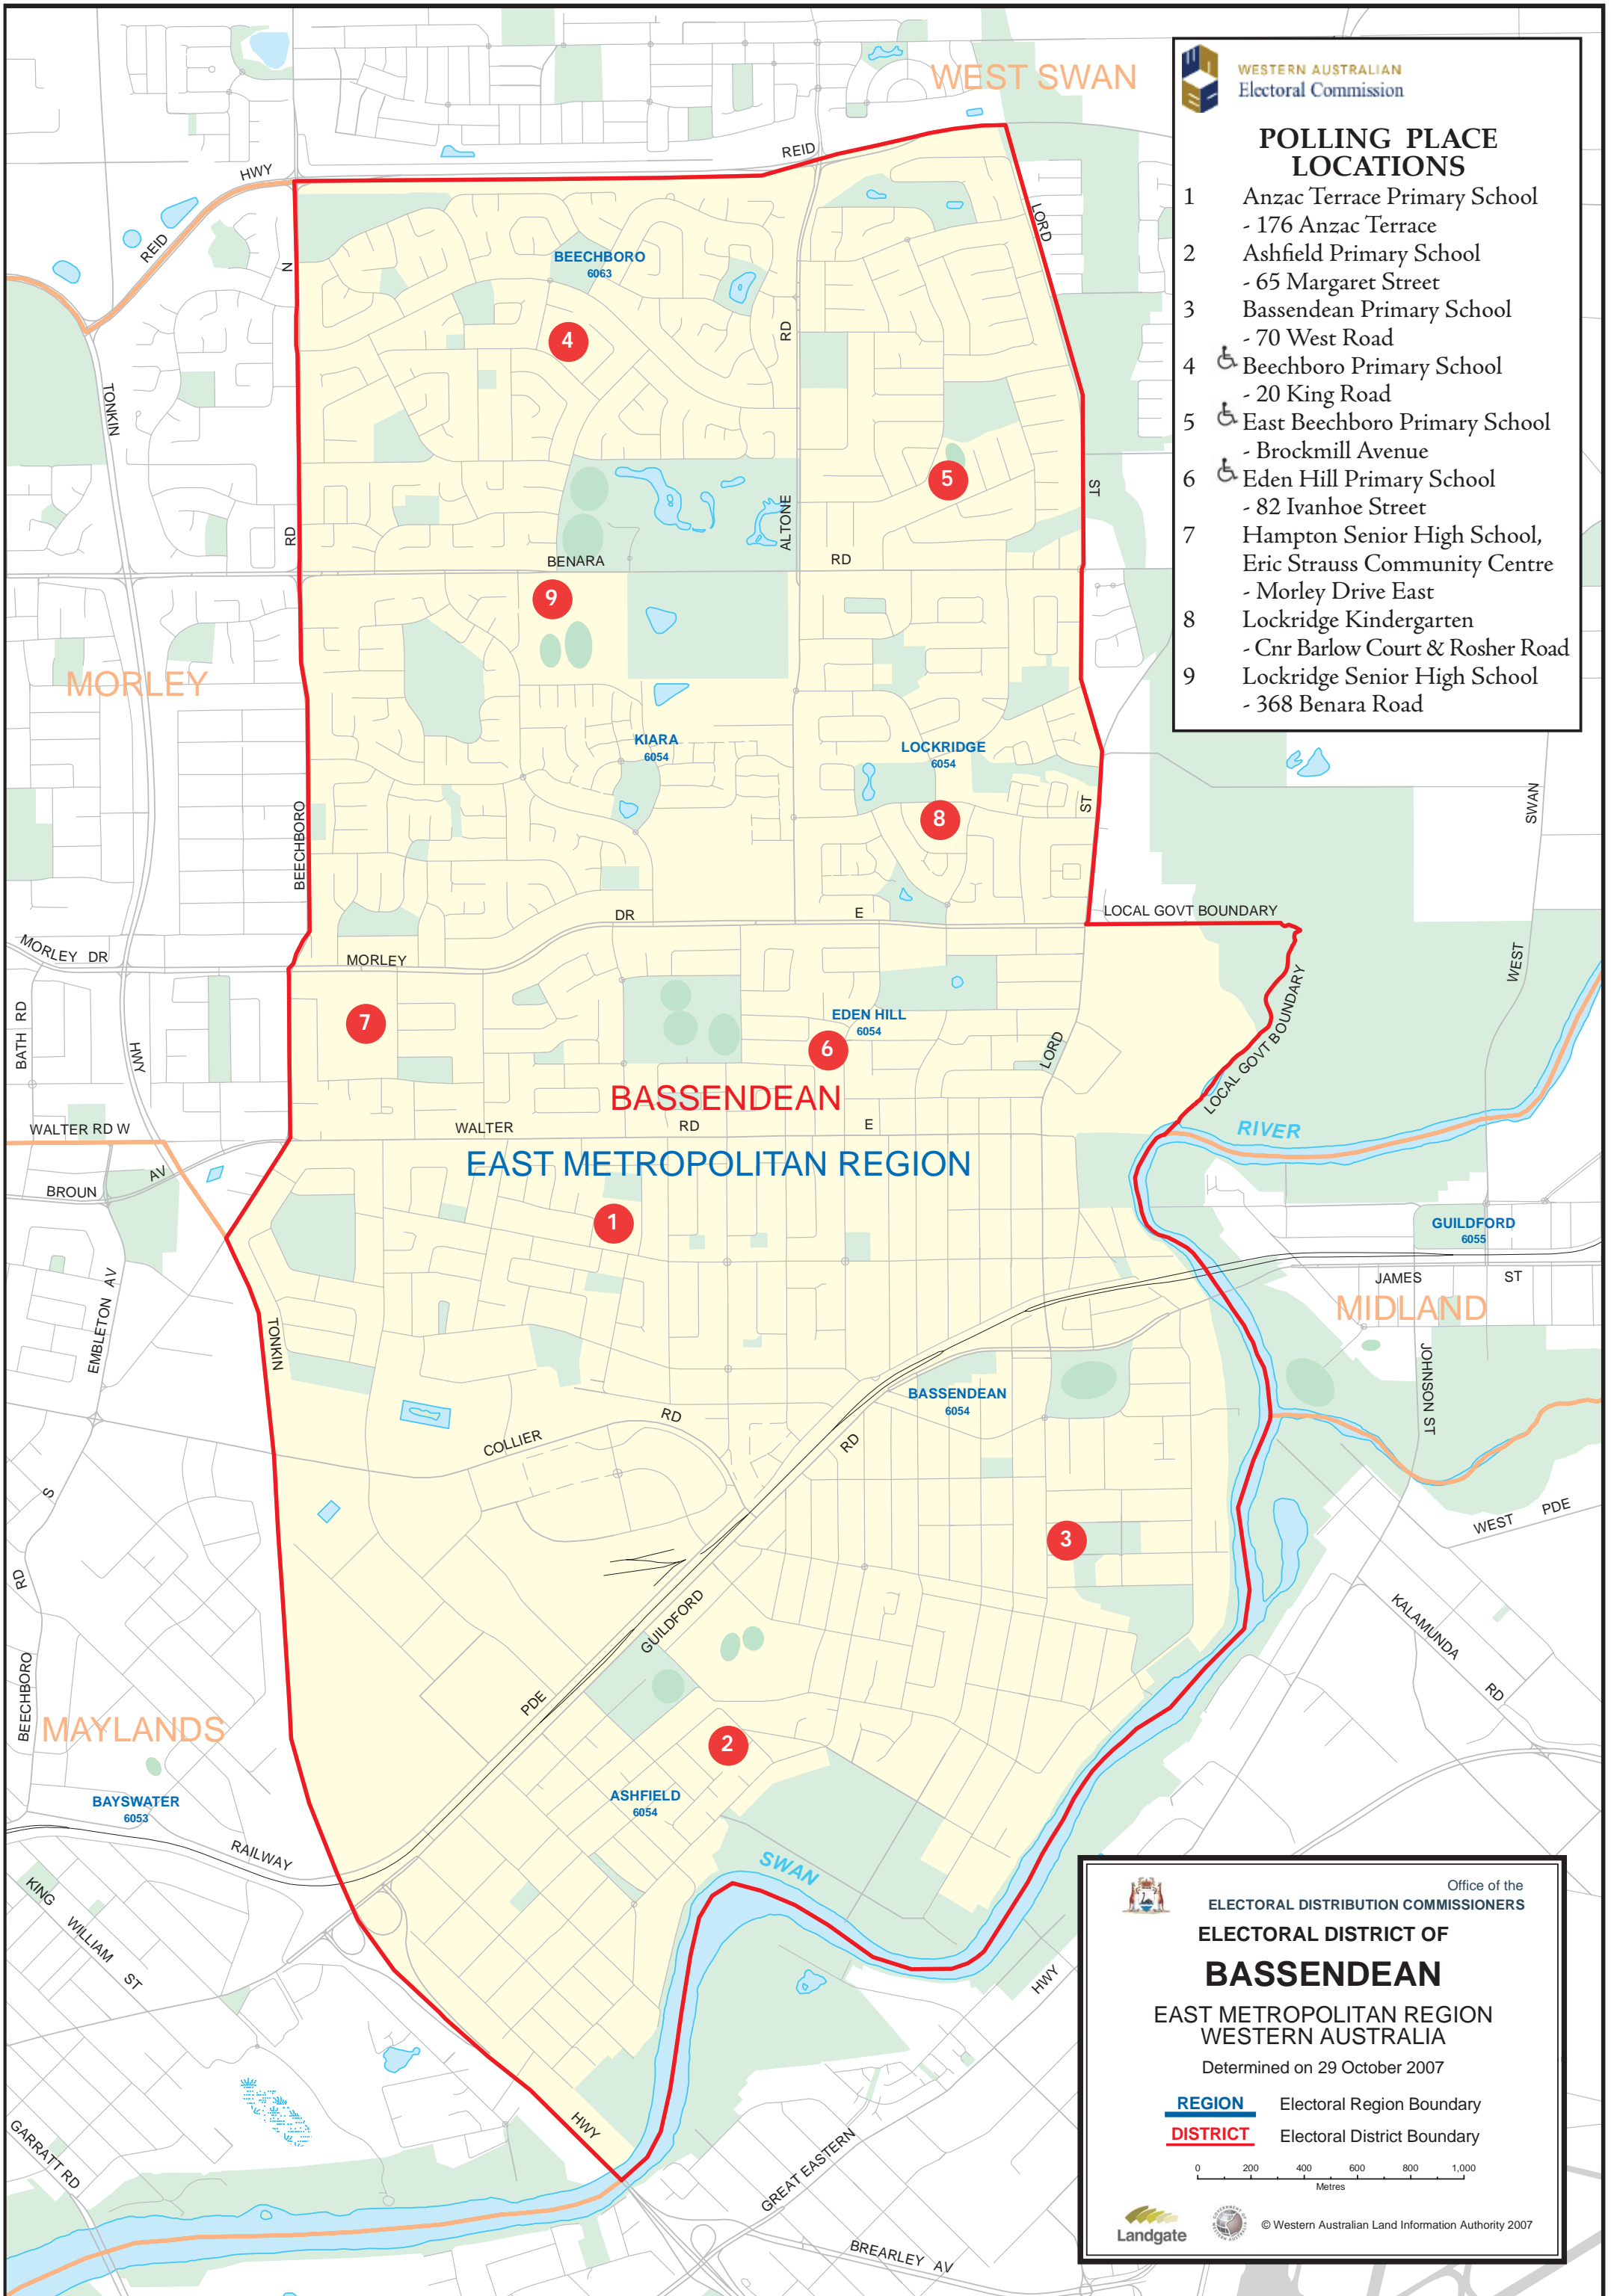 WEST SWAN
WESTERN AUSTRALIAN
Electoral Commission
POLLING PLACE
LOCATIONS
1 Anzac Terrace Primary School
- 176 Anzac Terrace
2 Ashfield Primary School
- 65 Margaret Street
3 Bassendean Primary School
- 70 West Road
4 Beechboro Primary School
- 20 King Road
5 East Beechboro Primary School
- Brockmill Avenue
6 Eden Hill Primary School
- 82 Ivanhoe Street
7 Hampton Senior High School,
Eric Strauss Community Centre
- Morley Drive East
8 Lockridge Kindergarten
- Cnr Barlow Court & Rosher Road
9 Lockridge Senior High School
- 368 Benara Road
REID
HWY
REID
LORD
N
BEECHBORO
6063
4
RD
TONKIN
5
ST
RD
ALTONE
BENARA
RD
9
MORLEY
KIARA
6054
LOCKRIDGE
6054
SWAN
ST
8
BEECHBORO
DR
E
LOCAL GOVT BOUNDARY
MORLEY DR
MORLEY
WEST
LOCAL GOVT BOUNDARY
7
EDEN HILL
6054
6
BATH RD
HWY
LORD
BASSENDEAN
WALTER RD W
WALTER
RD
E
RIVER
EAST METROPOLITAN REGION
BROUN
AV
1
GUILDFORD
6055
JAMES
ST
MIDLAND
EMBLETON AV
TONKIN
JOHNSON ST
BASSENDEAN
6054
RD
COLLIER
RD
S
WEST
PDE
3
RD
KALAMUNDA
RD
GUILDFORD
BEECHBORO
PDE
MAYLANDS
2
BAYSWATER
6053
ASHFIELD
6054
RAILWAY
SWAN
KING
WILLIAM
ST
HWY
GARRATT RD
HWY
GREAT EASTERN
BREARLEY AV
Office of the
ELECTORAL DISTRIBUTION COMMISSIONERS
ELECTORAL DISTRICT OF
BASSENDEAN
EAST METROPOLITAN REGION
WESTERN AUSTRALIA
Determined on 29 October 2007
REGION Electoral Region Boundary
DISTRICT Electoral District Boundary
0 200 400 600 800 1,000
Metres
Landgate
© Western Australian Land Information Authority 2007